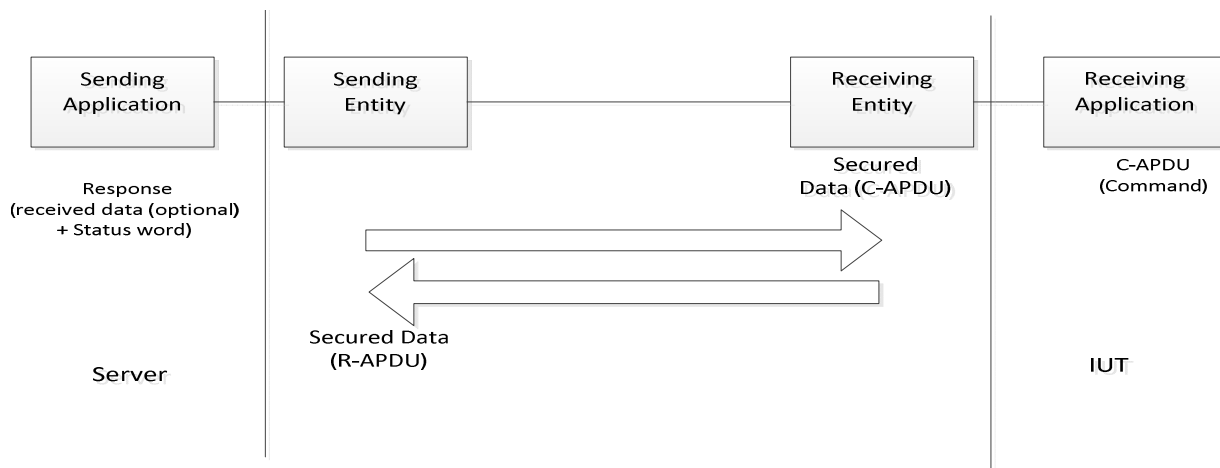 Sending
Application
Sending
Entity
Receiving
Entity
Receiving
Application
Response
(received data (optional)
+ Status word)
Secured
Data (C-APDU)
C-APDU
(Command)
Secured Data
(R-APDU)
Server
IUT